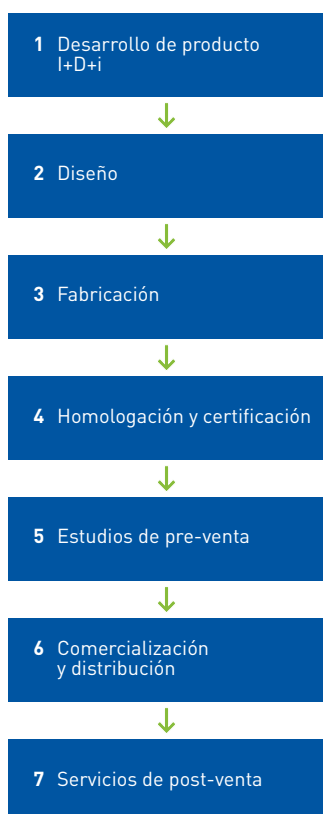 1 Desarrollo de producto
I+D+i
2 Diseño
3 Fabricación
4 Homologación y certificación
5 Estudios de pre-venta
6 Comercialización
y distribución
7 Servicios de post-venta